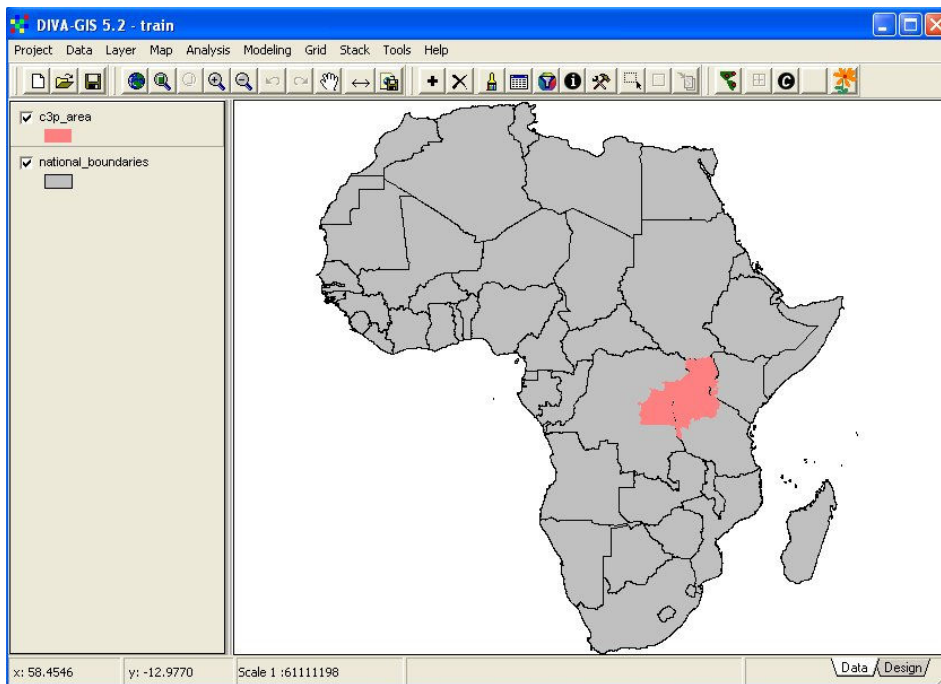 DIVA-GIS 5.2 - train
Project Data Layer Map Analysis Modeling Grid Stack Tools Help
c3p_area
national_boundaries
x: 58.4546 y: -12.9770 Scale 1 :61111198 Data Design